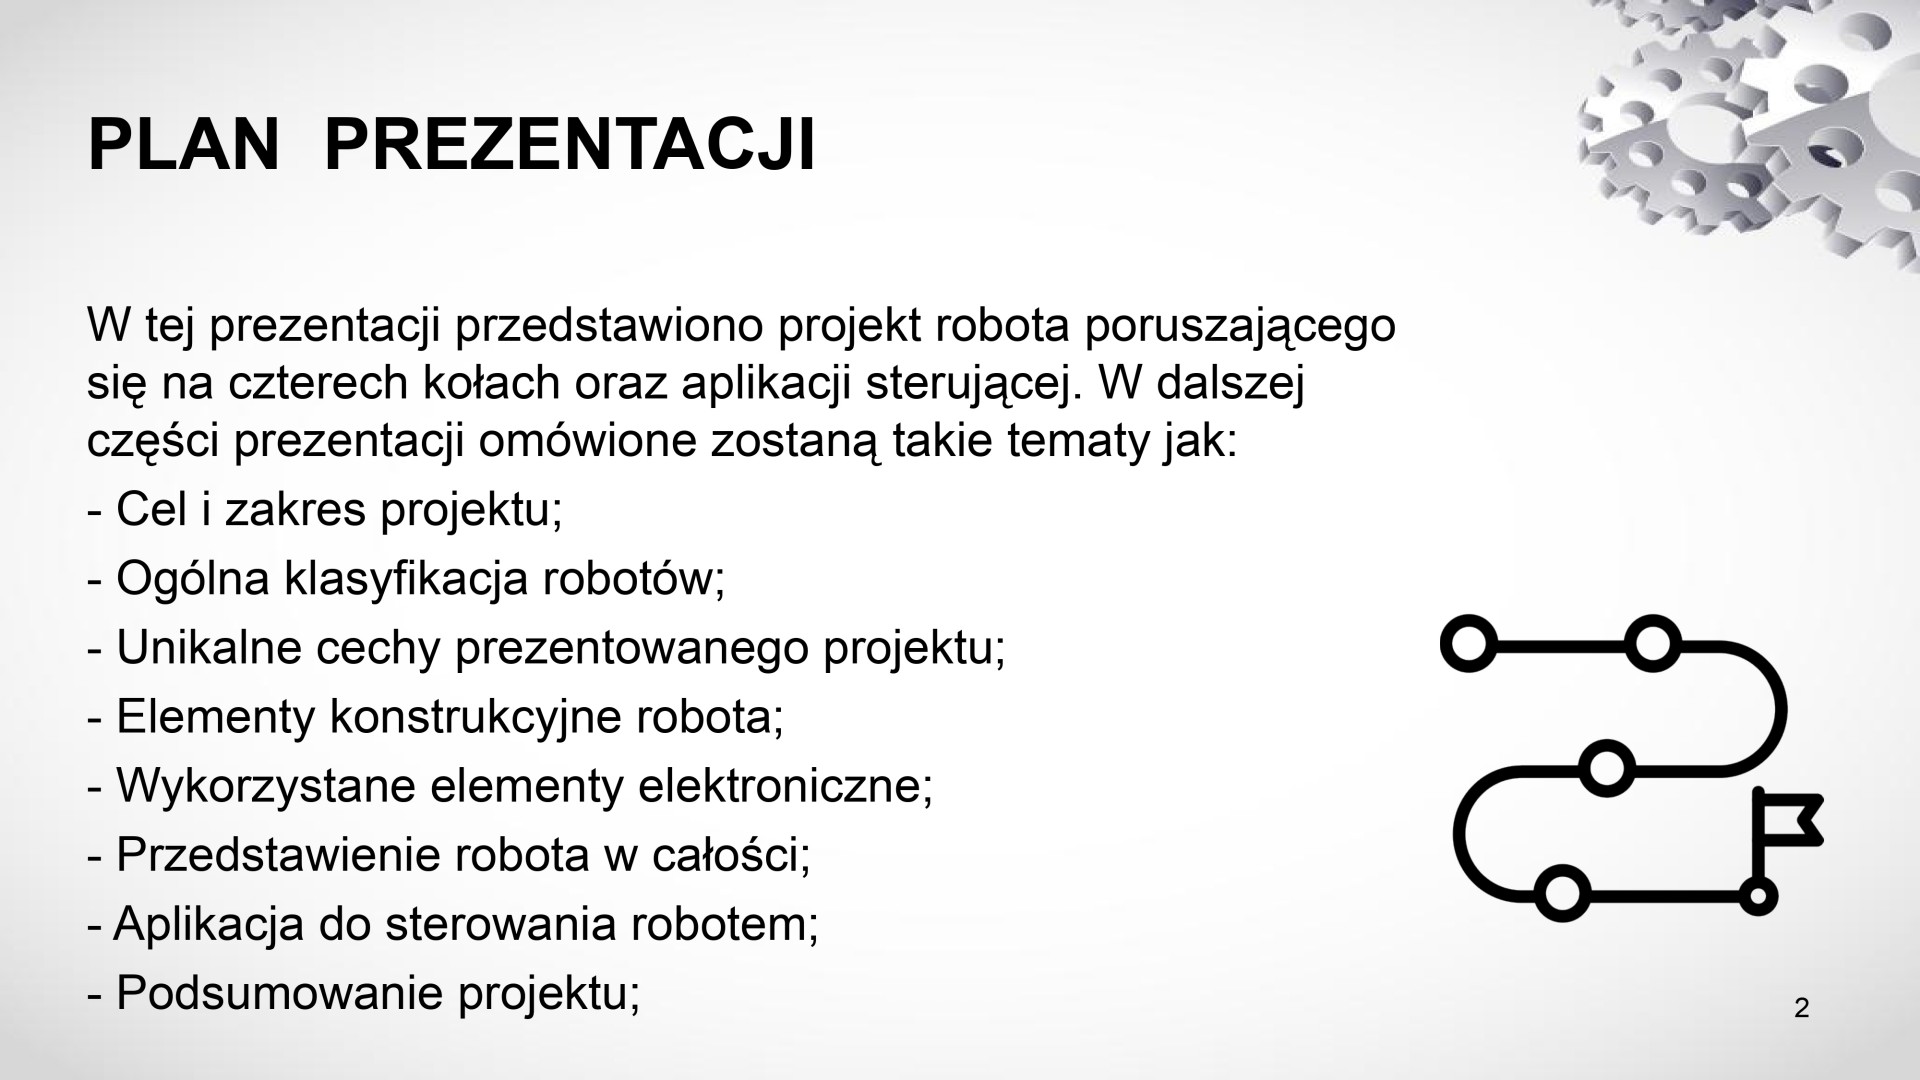 PLAN PREZENTACJI
W tej prezentacji przedstawiono projekt robota poruszającego
się na czterech kołach oraz aplikacji sterującej. W dalszej
części prezentacji omówione zostaną takie tematy jak:
- Cel i zakres projektu;
- Ogólna klasyfikacja robotów;
- Unikalne cechy prezentowanego projektu;
- Elementy konstrukcyjne robota;
- Wykorzystane elementy elektroniczne;
- Przedstawienie robota w całości;
- Aplikacja do sterowania robotem;
- Podsumowanie projektu;
2